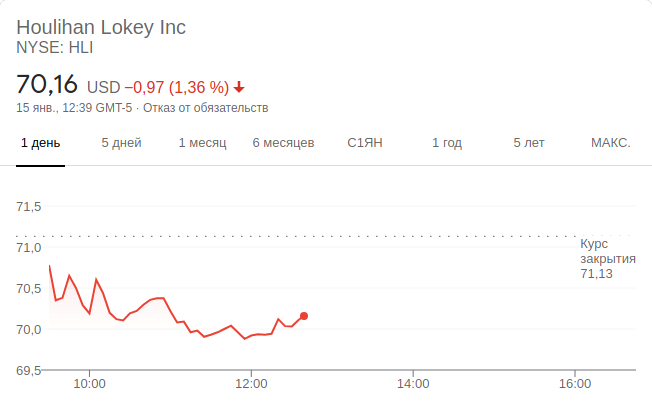 Houlihan Lokey Inc
NYSE: HLI
70,16 USD −0,97 (1,36 %)
15 янв., 12:39 GMT-5 · Отказ от обязательств
1 день 5 дней 1 месяц 6 месяцев С1ЯН 1 год 5 лет МАКС.
71,5
71,0
Курс
закрытия
71,13
70,5
70,0
69,5
10:00 12:00 14:00 16:00